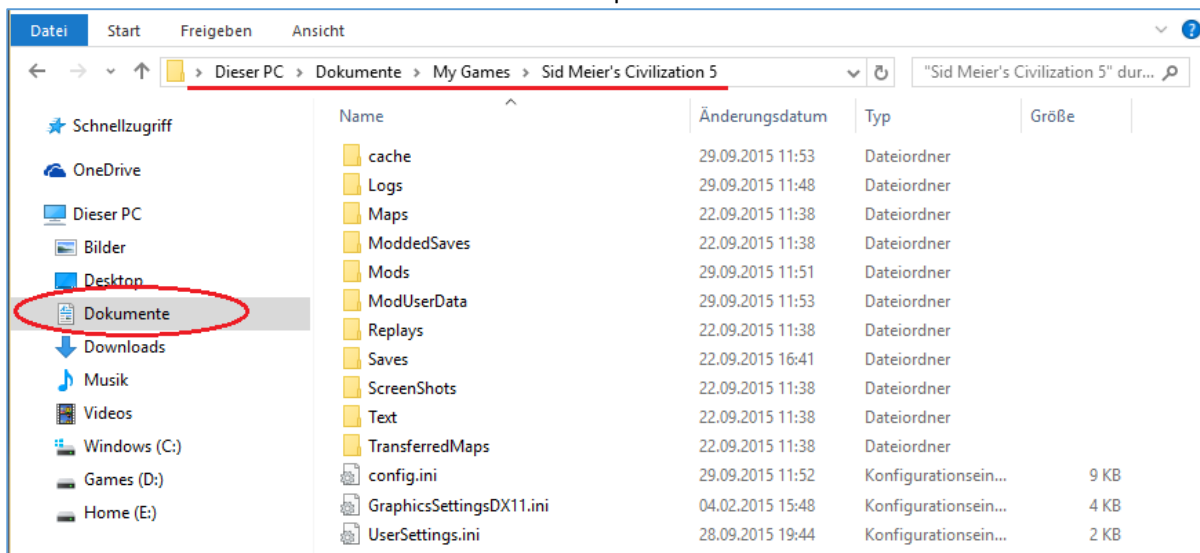 Datei Start Freigeben Ansicht
Dieser PC > Dokumente > My Games > Sid Meier's Civilization 5 "Sid Meier's Civilization 5" dur...
Name Änderungsdatum Typ Größe
Schnellzugriff
OneDrive
Dieser PC
Bilder
Desktop
Dokumente
Downloads
Musik
Videos
Windows (C:)
Games (D:)
Home (E:)
cache 29.09.2015 11:53 Dateiordner
Logs 29.09.2015 11:48 Dateiordner
Maps 22.09.2015 11:38 Dateiordner
ModdedSaves 22.09.2015 11:38 Dateiordner
Mods 29.09.2015 11:51 Dateiordner
ModUserData 29.09.2015 11:53 Dateiordner
Replays 22.09.2015 11:38 Dateiordner
Saves 22.09.2015 16:41 Dateiordner
ScreenShots 22.09.2015 11:38 Dateiordner
Text 22.09.2015 11:38 Dateiordner
TransferredMaps 22.09.2015 11:38 Dateiordner
config.ini 29.09.2015 11:52 Konfigurationsein... 9 KB
GraphicsSettingsDX11.ini 04.02.2015 15:48 Konfigurationsein... 4 KB
UserSettings.ini 28.09.2015 19:44 Konfigurationsein... 2 KB